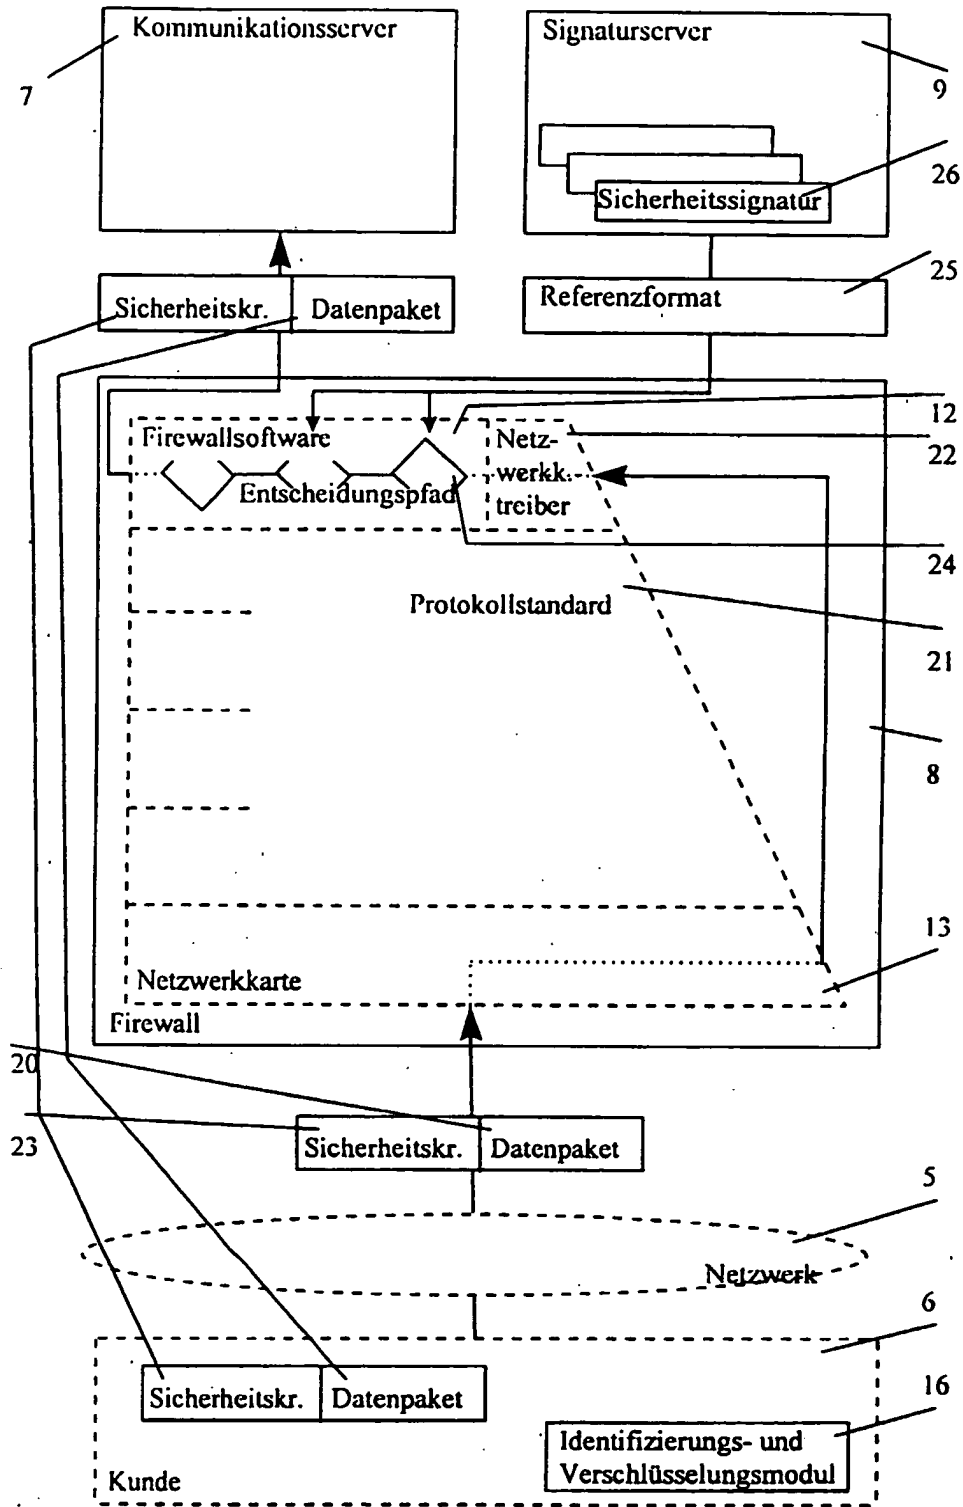 Kommunikationsserver
Signaturserver
7
9
26
Sicherheitssignatur
25
Sicherheitskr. Datenpaket
Referenzformat
12
Firewallsoftware
Netz-
werkk.
treiber
22
Entscheidungspfad
24
Protokollstandard
21
8
13
Netzwerkkarte
Firewall
20
23
Sicherheitskr. Datenpaket
5
Netzwerk
6
Sicherheitskr. Datenpaket
16
Identifizierungs- und
Verschlüsselungsmodul
Kunde